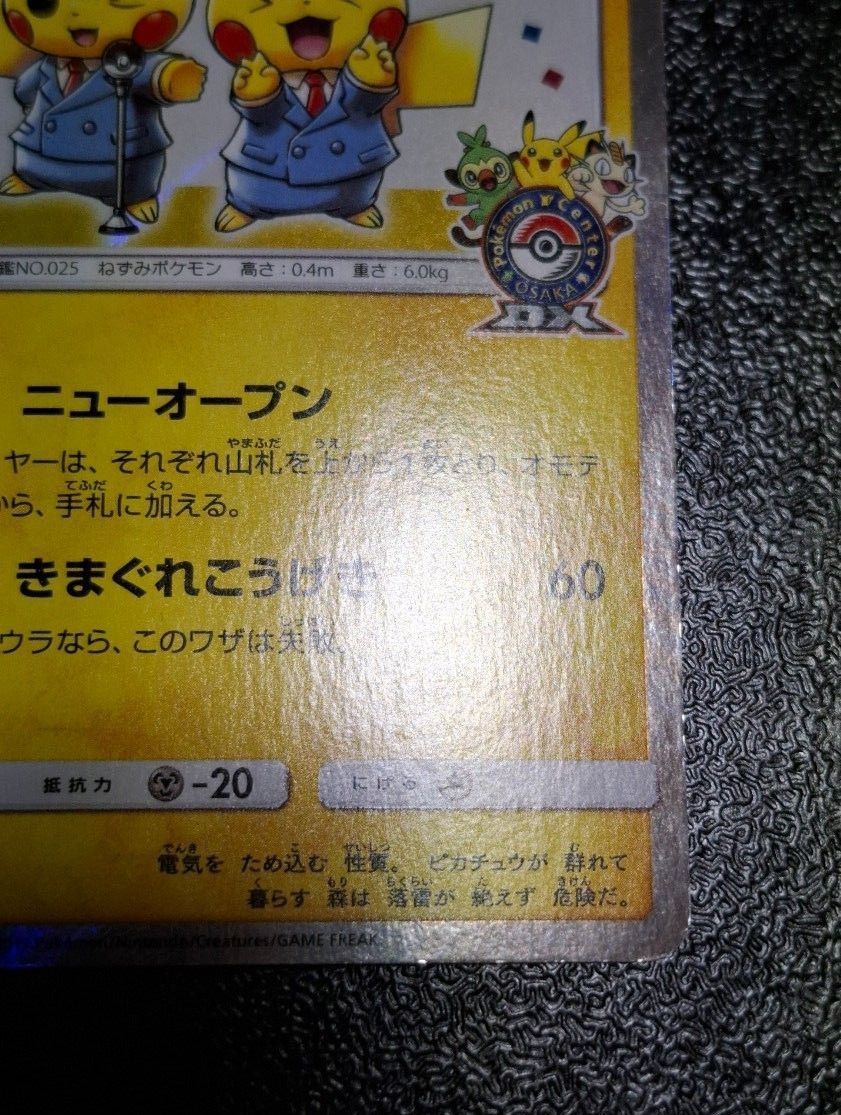 Pokémon Center
OSAKA
DX
鑑NO.025 ねずみポケモン 高さ：0.4m 重さ：6.0kg
ニューオープン
ヤーは、それぞれ山札を上から1枚とり、オモテ
から、手札に加える。
きまぐれこうげき 60
ウラなら、このワザは失敗。
抵抗力 -20 にげる
電気を ため込む 性質。 ピカチュウが 群れて
暮らす 森は 落雷が 絶えず 危険だ。
Pokémon/Nintendo/Creatures/GAME FREAK